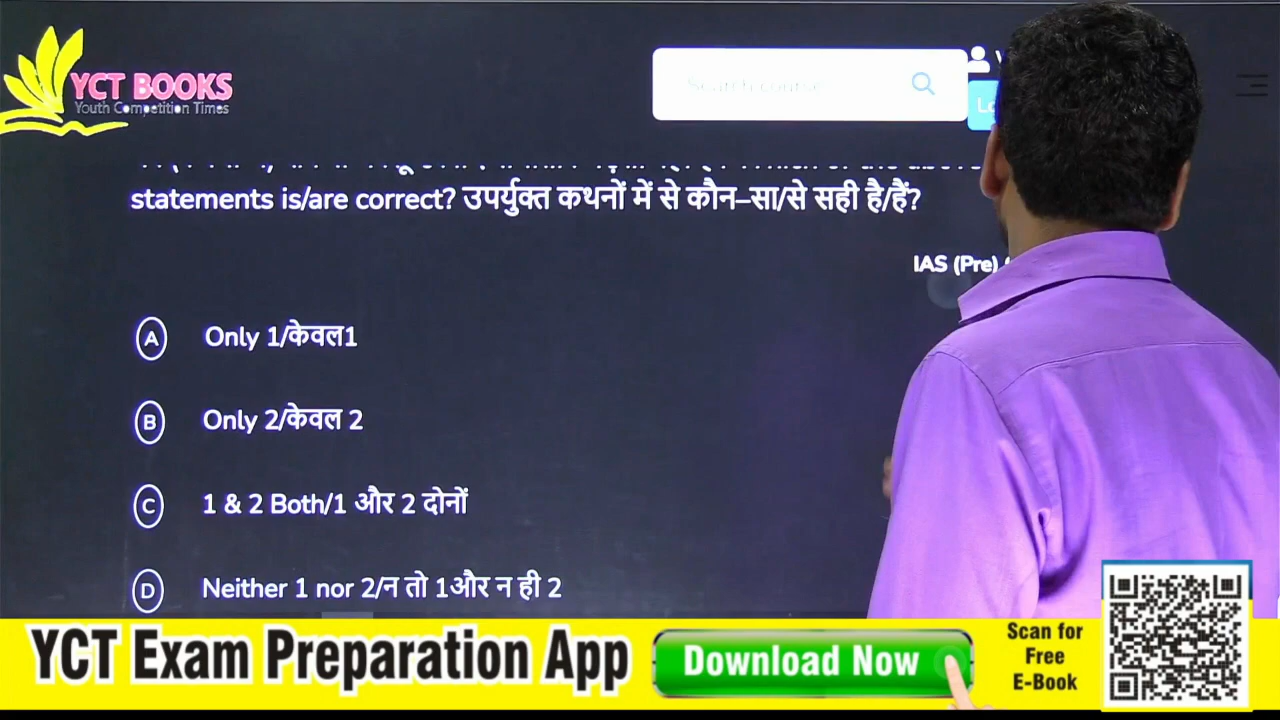 YCT BOOKS
Youth Competition Times
Search course
statements is/are correct? उपर्युक्त कथनों में से कौन–सा/से सही है/हैं?
IAS (Pre)
A Only 1/केवल1
B Only 2/केवल 2
C 1 & 2 Both/1 और 2 दोनों
D Neither 1 nor 2/न तो 1और न ही 2
YCT Exam Preparation App
Download Now
Scan for
Free
E-Book